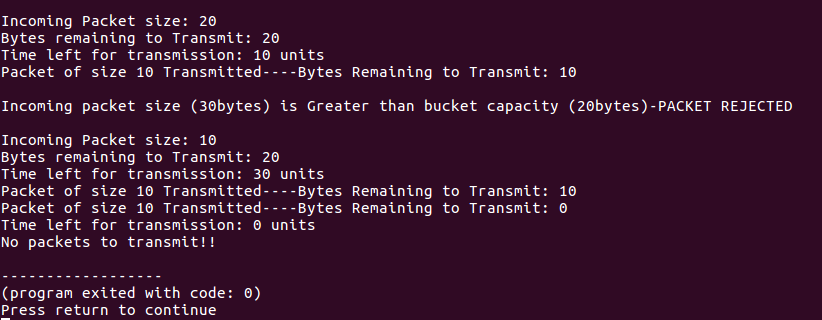 Incoming Packet size: 20
Bytes remaining to Transmit: 20
Time left for transmission: 10 units
Packet of size 10 Transmitted----Bytes Remaining to Transmit: 10
Incoming packet size (30bytes) is Greater than bucket capacity (20bytes)-PACKET REJECTED
Incoming Packet size: 10
Bytes remaining to Transmit: 20
Time left for transmission: 30 units
Packet of size 10 Transmitted----Bytes Remaining to Transmit: 10
Packet of size 10 Transmitted----Bytes Remaining to Transmit: 0
Time left for transmission: 0 units
No packets to transmit!!
------------------
(program exited with code: 0)
Press return to continue